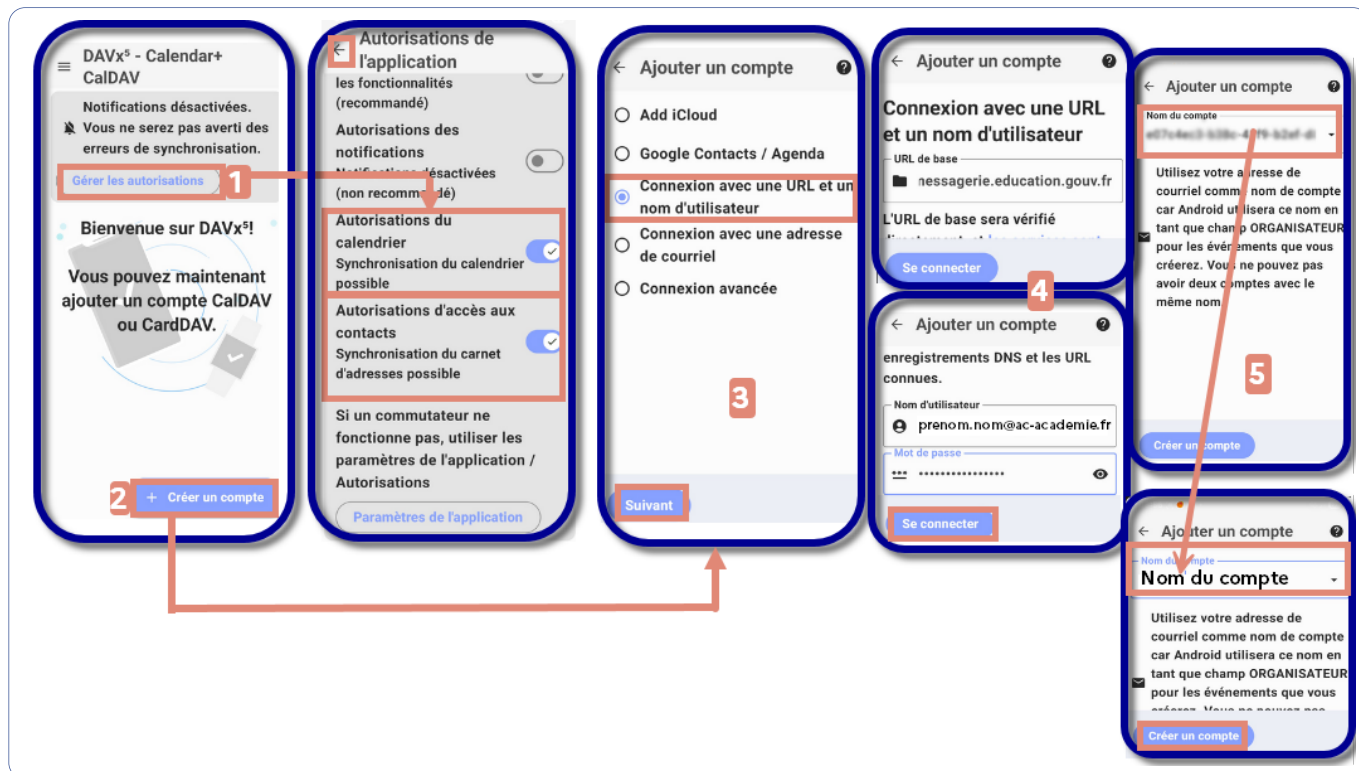 DAVx⁵ - Calendar+
CalDAV
Notifications désactivées.
Vous ne serez pas averti des
erreurs de synchronisation.
Gérer les autorisations
1
Bienvenue sur DAVx⁵!
Vous pouvez maintenant
ajouter un compte CalDAV
ou CardDAV.
2
+ Créer un compte
Autorisations de
l'application
les fonctionnalités
(recommandé)
Autorisations des
notifications
Notifications désactivées
(non recommandé)
Autorisations du
calendrier
Synchronisation du calendrier
possible
Autorisations d'accès aux
contacts
Synchronisation du carnet
d'adresses possible
Si un commutateur ne
fonctionne pas, utiliser les
paramètres de l'application /
Autorisations
Paramètres de l'application
Ajouter un compte
Add iCloud
Google Contacts / Agenda
Connexion avec une URL et un
nom d'utilisateur
Connexion avec une adresse
de courriel
Connexion avancée
3
Suivant
Ajouter un compte
Connexion avec une URL
et un nom d'utilisateur
URL de base
nessagerie.education.gouv.fr
L'URL de base sera vérifié
Se connecter
4
Ajouter un compte
enregistrements DNS et les URL
connues.
Nom d'utilisateur
prenom.nom@ac-academie.fr
Mot de passe
••••••••••••••••
Se connecter
Ajouter un compte
Nom du compte
Utilisez votre adresse de
courriel comme nom de compte
car Android utilisera ce nom en
tant que champ ORGANISATEUR
pour les événements que vous
créerez. Vous ne pouvez pas
avoir deux comptes avec le
même nom
5
Créer un compte
Ajouter un compte
Nom du compte
Nom du compte
Utilisez votre adresse de
courriel comme nom de compte
car Android utilisera ce nom en
tant que champ ORGANISATEUR
pour les événements que vous
créerez. Vous ne pouvez pas
Créer un compte